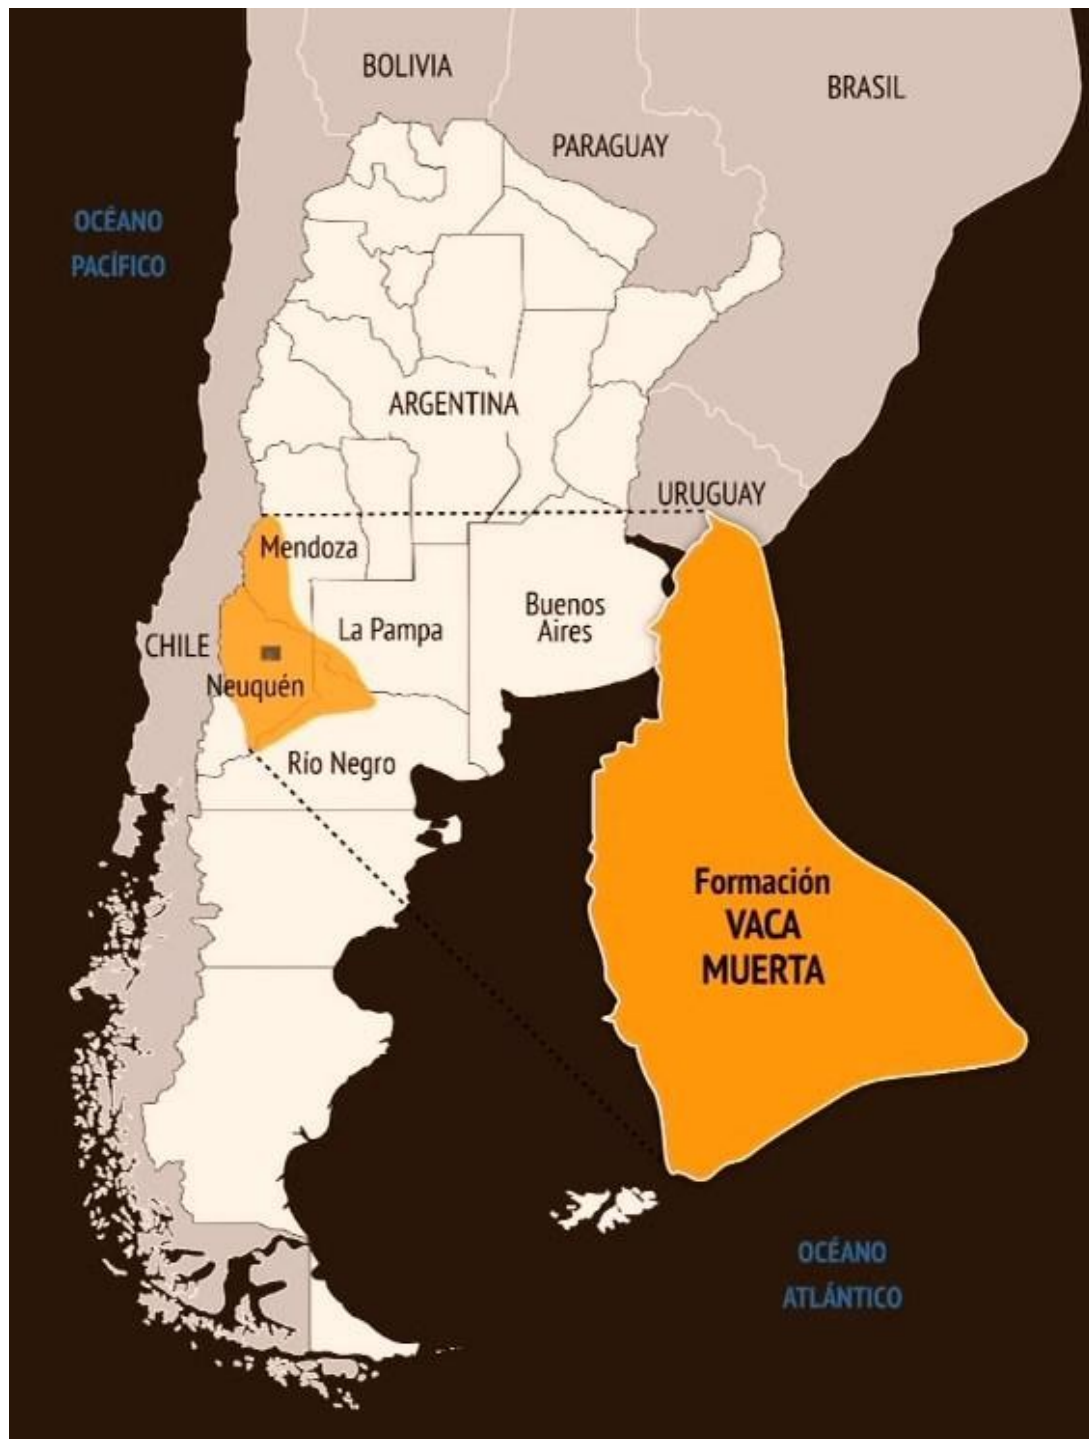 BOLIVIA
BRASIL
PARAGUAY
OCÉANO
PACÍFICO
ARGENTINA
URUGUAY
Mendoza
Buenos
Aires
La Pampa
CHILE
Neuquén
Río Negro
Formación
VACA
MUERTA
OCÉANO
ATLÁNTICO